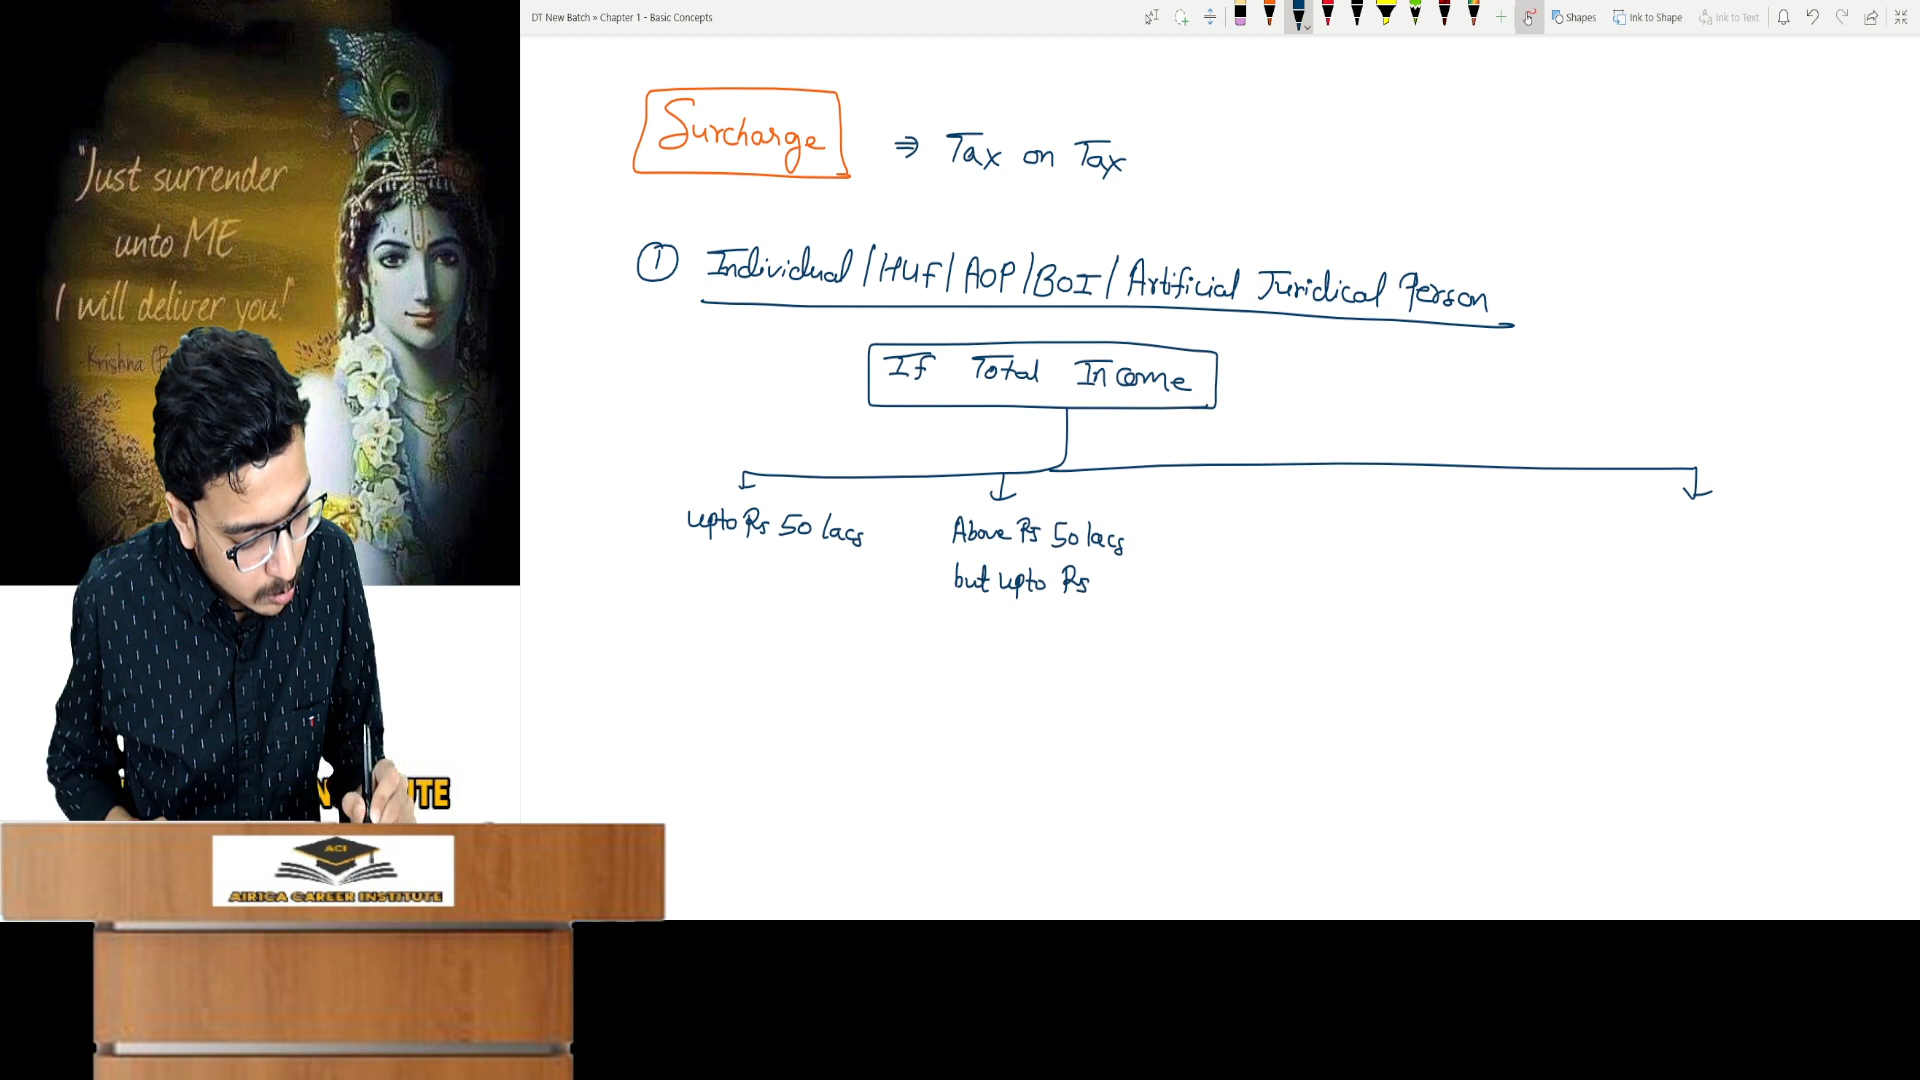 DT New Batch » Chapter 1 - Basic Concepts
Shapes
Ink to Shape
Ink to Text
"Just surrender
unto ME
I will deliver you!"
- Krishna
Surcharge ⇒ Tax on Tax
① Individual / HUF / AOP / BOI / Artificial Juridical Person
If Total Income
upto Rs 50 lacs
Above Rs 50 lacs
but upto Rs
ACI
AIRICA CAREER INSTITUTE